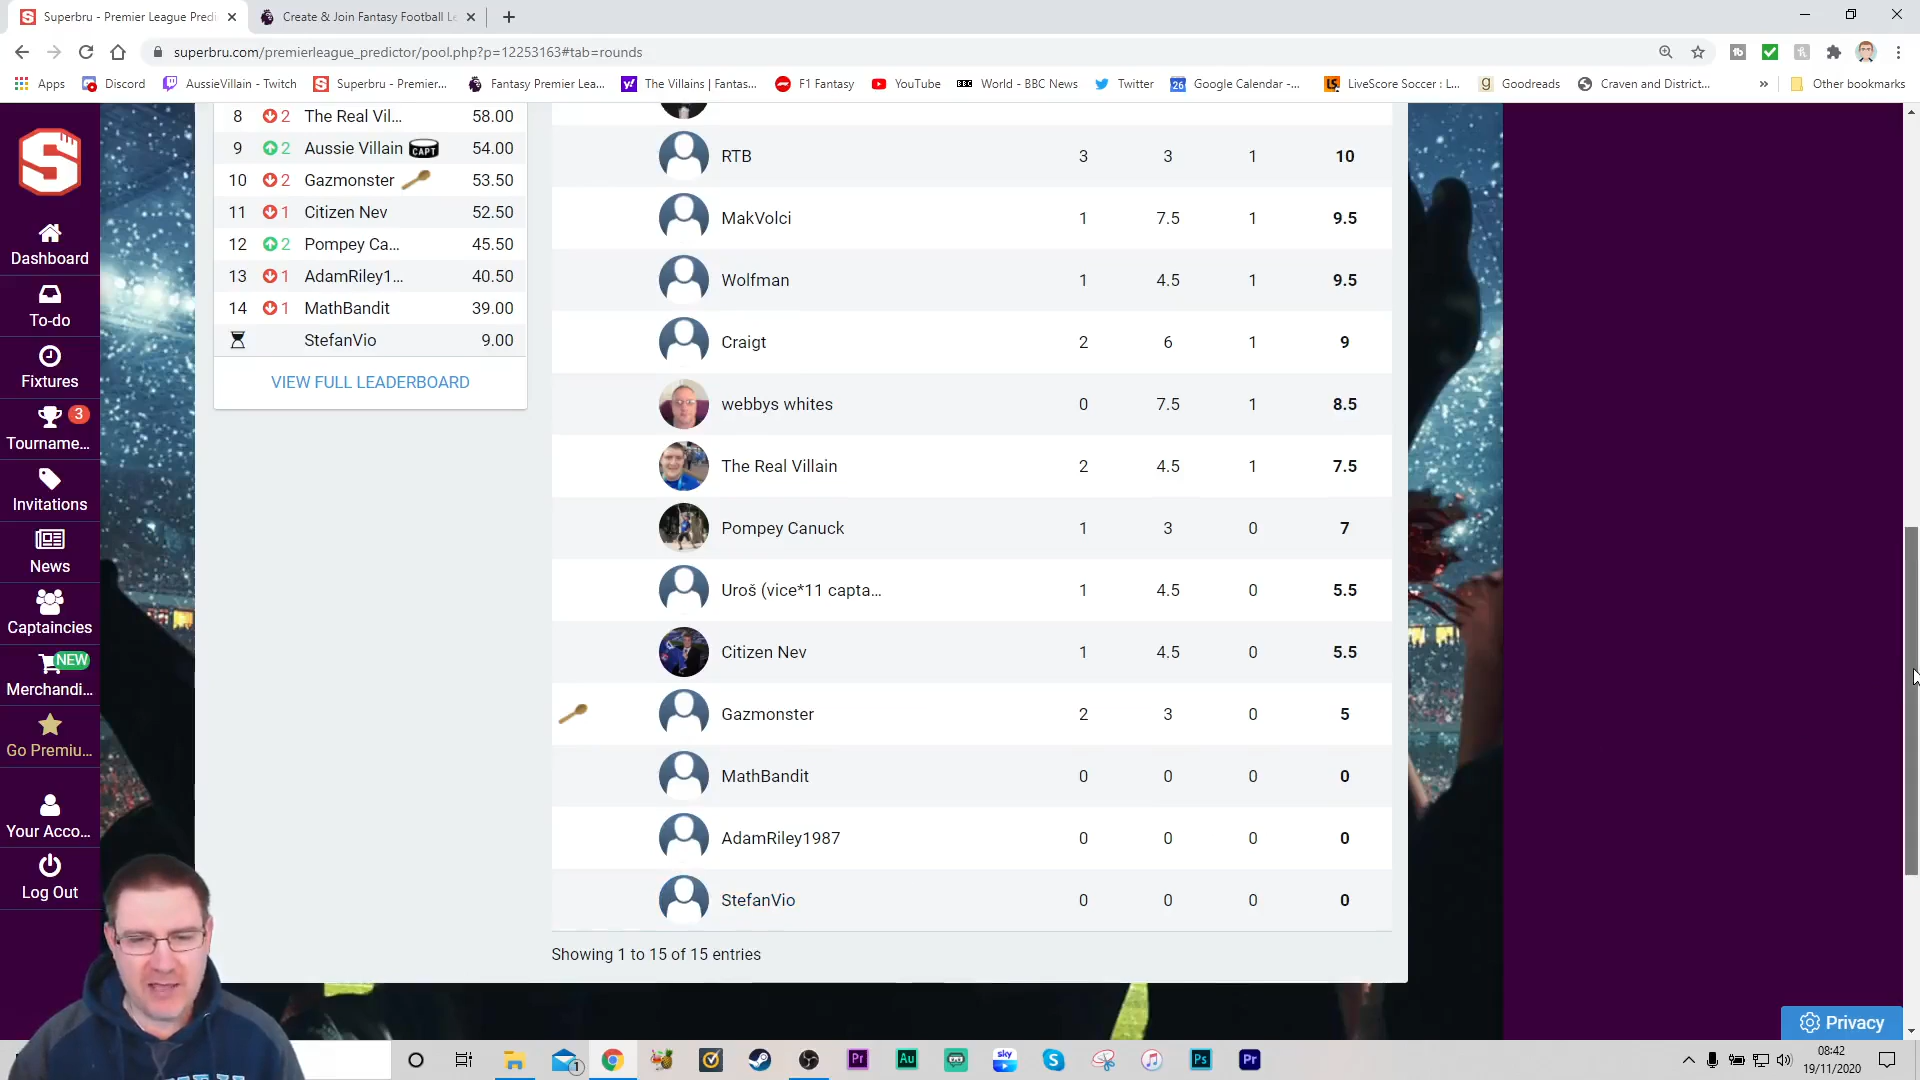 Superbru - Premier League Predi
Create & Join Fantasy Football Le
superbru.com/premierleague_predictor/pool.php?p=12253163#tab=rounds
Apps Discord AussieVillain - Twitch Superbru - Premier... Fantasy Premier Lea... The Villains | Fantas... F1 Fantasy YouTube World - BBC News Twitter Google Calendar -... LiveScore Soccer : L... Goodreads Craven and District... » Other bookmarks
Dashboard
To-do
Fixtures
3
Tourname...
Invitations
News
Captaincies
NEW
Merchandi...
Go Premiu...
Your Acco...
Log Out
8 2 The Real Vil... 58.00
9 2 Aussie Villain CAPT 54.00
10 2 Gazmonster 53.50
11 1 Citizen Nev 52.50
12 2 Pompey Ca... 45.50
13 1 AdamRiley1... 40.50
14 1 MathBandit 39.00
StefanVio 9.00
VIEW FULL LEADERBOARD
RTB 3 3 1 10
MakVolci 1 7.5 1 9.5
Wolfman 1 4.5 1 9.5
Craigt 2 6 1 9
webbys whites 0 7.5 1 8.5
The Real Villain 2 4.5 1 7.5
Pompey Canuck 1 3 0 7
Uroš (vice*11 capta... 1 4.5 0 5.5
Citizen Nev 1 4.5 0 5.5
Gazmonster 2 3 0 5
MathBandit 0 0 0 0
AdamRiley1987 0 0 0 0
StefanVio 0 0 0 0
Showing 1 to 15 of 15 entries
Privacy
08:42
19/11/2020